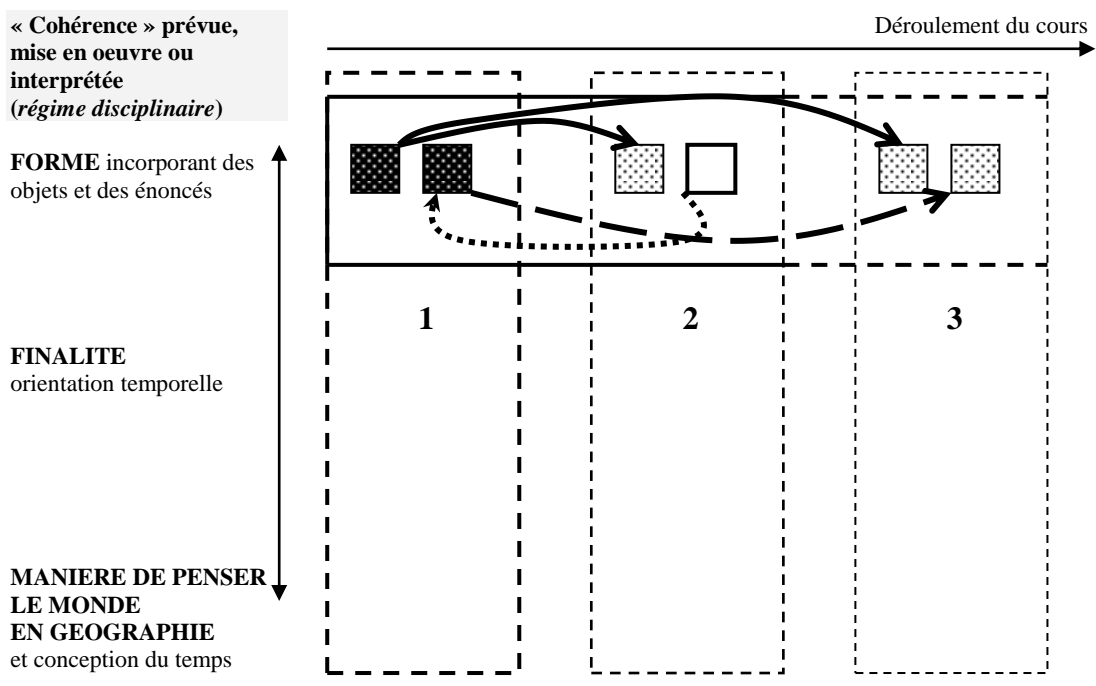 « Cohérence » prévue,
mise en oeuvre ou
interprétée
(régime disciplinaire)
Déroulement du cours
FORME incorporant des
objets et des énoncés
1
2
3
FINALITE
orientation temporelle
MANIERE DE PENSER
LE MONDE
EN GEOGRAPHIE
et conception du temps